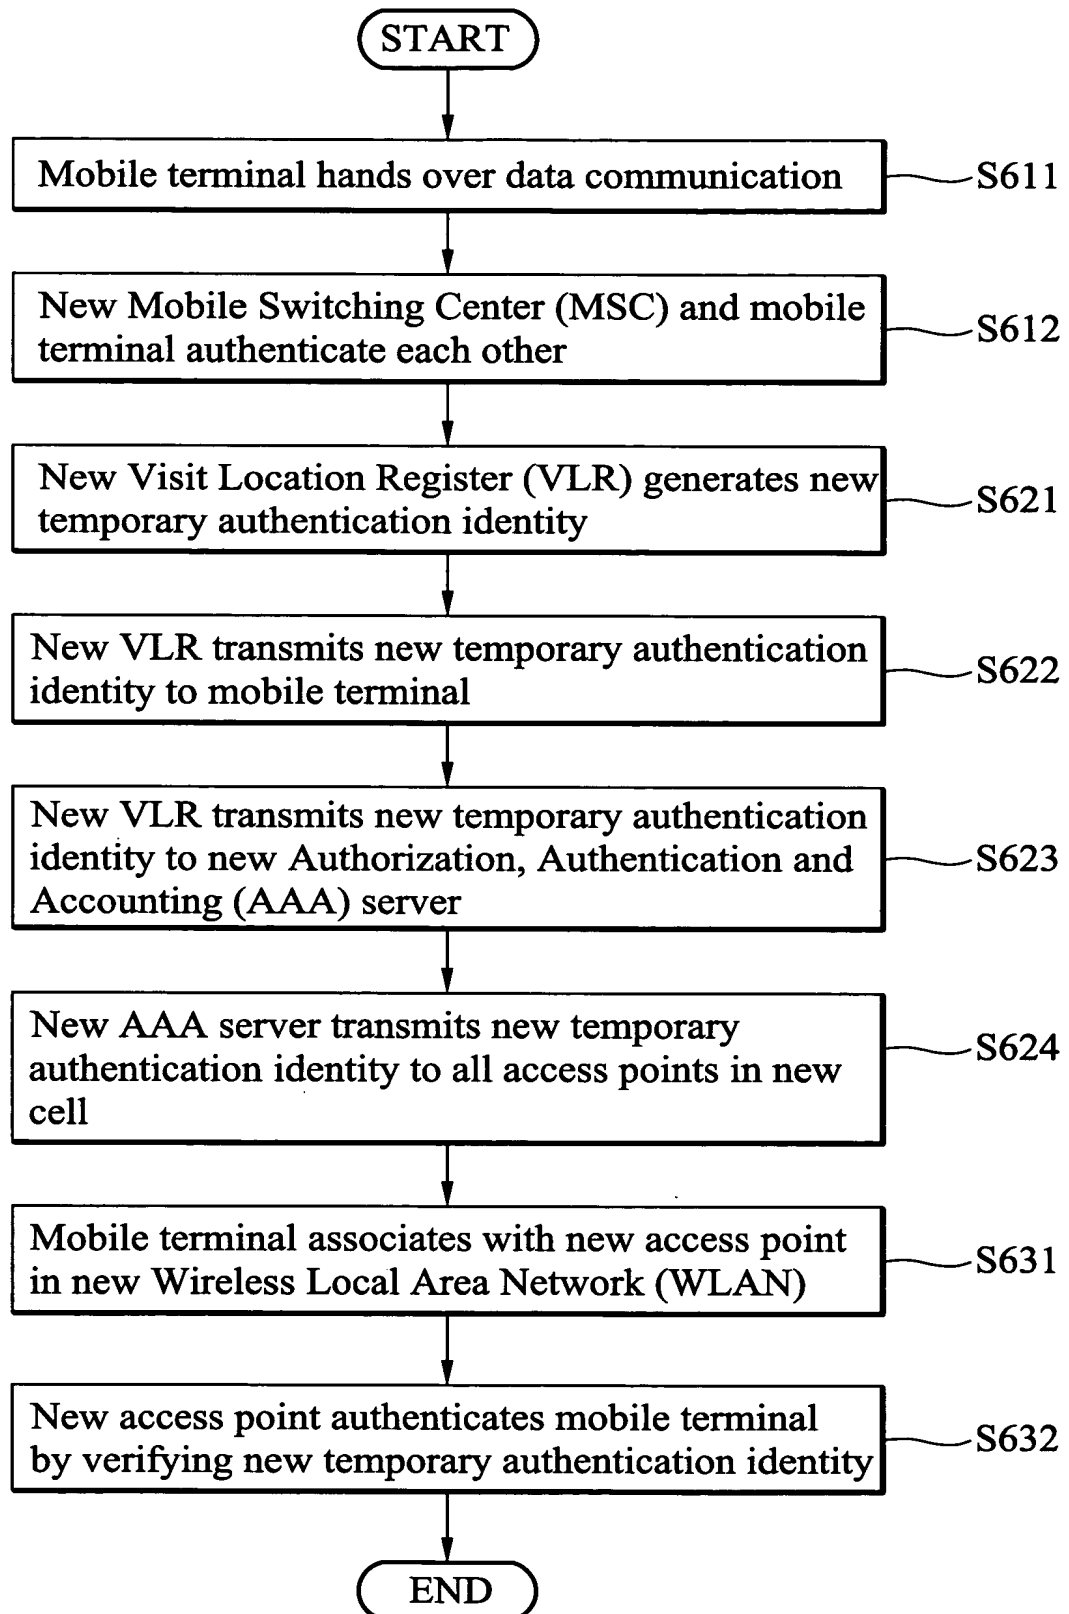 START
Mobile terminal hands over data communication
S611
New Mobile Switching Center (MSC) and mobile
terminal authenticate each other
S612
New Visit Location Register (VLR) generates new
temporary authentication identity
S621
New VLR transmits new temporary authentication
identity to mobile terminal
S622
New VLR transmits new temporary authentication
identity to new Authorization, Authentication and
Accounting (AAA) server
S623
New AAA server transmits new temporary
authentication identity to all access points in new
cell
S624
Mobile terminal associates with new access point
in new Wireless Local Area Network (WLAN)
S631
New access point authenticates mobile terminal
by verifying new temporary authentication identity
S632
END